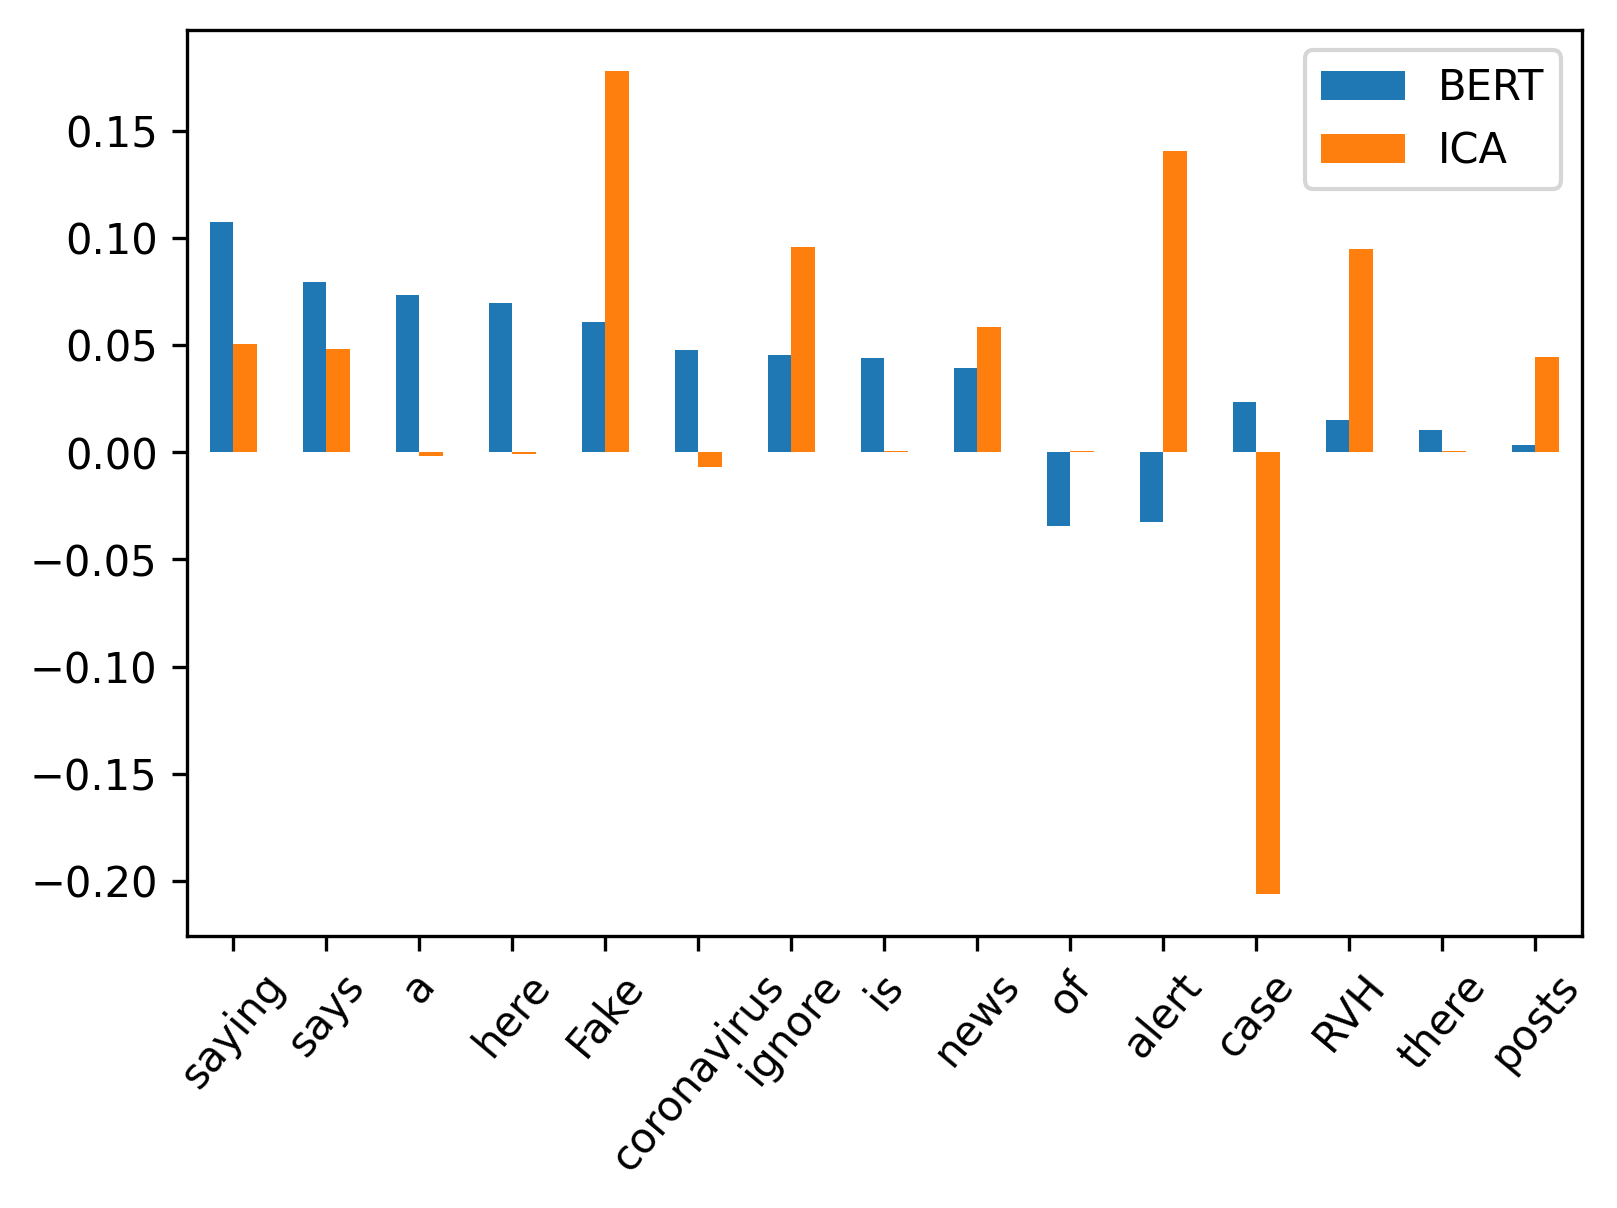 BERT
ICA
0.15
0.10
0.05
0.00
−0.05
−0.10
−0.15
−0.20
saying
says
a
here
Fake
coronavirus
ignore
is
news
of
alert
case
RVH
there
posts